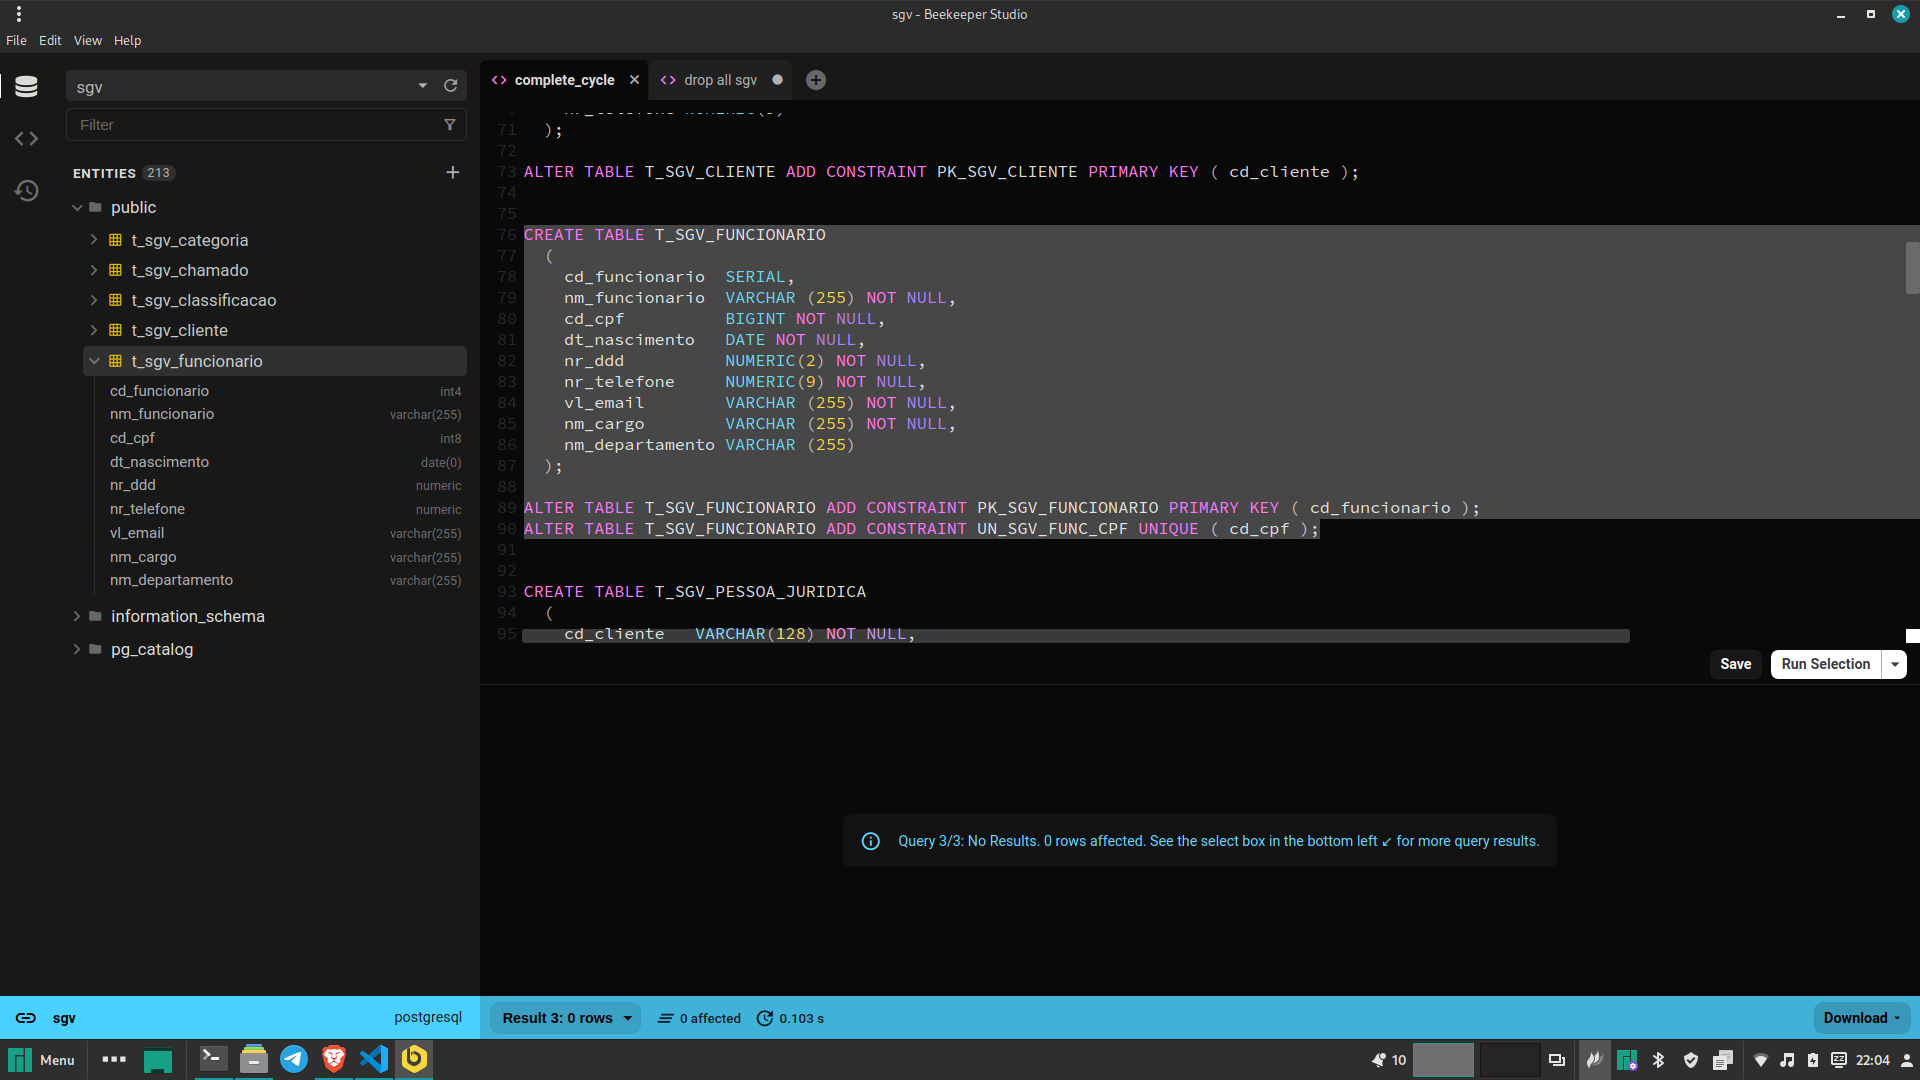 sgv - Beekeeper Studio
File Edit View Help
sgv
Filter
ENTITIES 213
public
t_sgv_categoria
t_sgv_chamado
t_sgv_classificacao
t_sgv_cliente
t_sgv_funcionario
cd_funcionario int4
nm_funcionario varchar(255)
cd_cpf int8
dt_nascimento date(0)
nr_ddd numeric
nr_telefone numeric
vl_email varchar(255)
nm_cargo varchar(255)
nm_departamento varchar(255)
information_schema
pg_catalog
complete_cycle
drop all sgv
71 );
72
73 ALTER TABLE T_SGV_CLIENTE ADD CONSTRAINT PK_SGV_CLIENTE PRIMARY KEY ( cd_cliente );
74
75
76 CREATE TABLE T_SGV_FUNCIONARIO
77 (
78 cd_funcionario SERIAL,
79 nm_funcionario VARCHAR (255) NOT NULL,
80 cd_cpf BIGINT NOT NULL,
81 dt_nascimento DATE NOT NULL,
82 nr_ddd NUMERIC(2) NOT NULL,
83 nr_telefone NUMERIC(9) NOT NULL,
84 vl_email VARCHAR (255) NOT NULL,
85 nm_cargo VARCHAR (255) NOT NULL,
86 nm_departamento VARCHAR (255)
87 );
88
89 ALTER TABLE T_SGV_FUNCIONARIO ADD CONSTRAINT PK_SGV_FUNCIONARIO PRIMARY KEY ( cd_funcionario );
90 ALTER TABLE T_SGV_FUNCIONARIO ADD CONSTRAINT UN_SGV_FUNC_CPF UNIQUE ( cd_cpf );
91
92
93 CREATE TABLE T_SGV_PESSOA_JURIDICA
94 (
95 cd_cliente VARCHAR(128) NOT NULL,
Save
Run Selection
Query 3/3: No Results. 0 rows affected. See the select box in the bottom left ↙ for more query results.
sgv
postgresql
Result 3: 0 rows
0 affected
0.103 s
Download
Menu
10
22:04